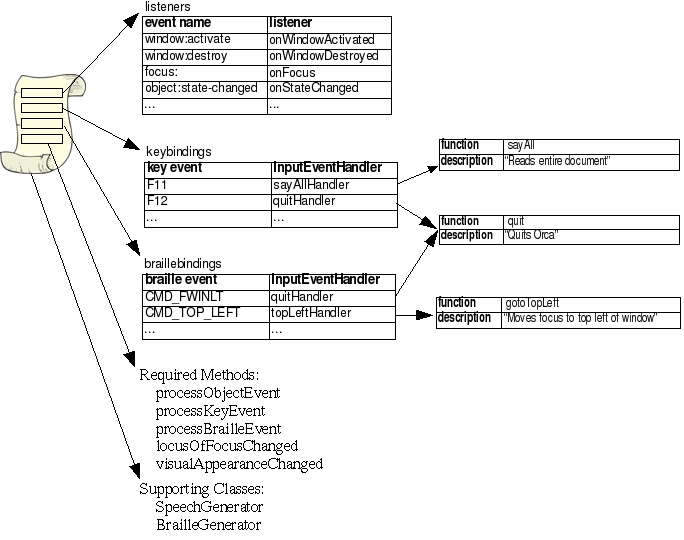 listeners
event name listener
window:activate onWindowActivated
window:destroy onWindowDestroyed
focus: onFocus
object:state-changed onStateChanged
... ...
keybindings
key event InputEventHandler
F11 sayAllHandler
F12 quitHandler
... ...
function sayAll
description "Reads entire document"
function quit
description "Quits Orca"
braillebindings
braille event InputEventHandler
CMD_FWINLT quitHandler
CMD_TOP_LEFT topLeftHandler
... ...
function gotoTopLeft
description "Moves focus to top left of window"
Required Methods:
processObjectEvent
processKeyEvent
processBrailleEvent
locusOfFocusChanged
visualAppearanceChanged
Supporting Classes:
SpeechGenerator
BrailleGenerator